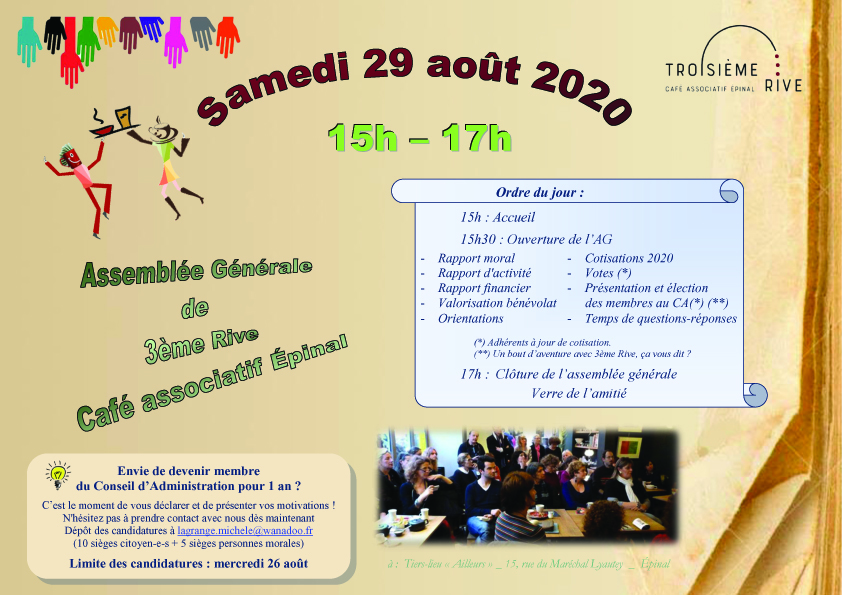 Samedi 29 août 2020
15h – 17h
TROISIÈME
CAFÉ ASSOCIATIF ÉPINAL
RIVE
Assemblée Générale
de
3ème Rive
Café associatif Épinal
Ordre du jour :
15h : Accueil
15h30 : Ouverture de l'AG
- Rapport moral
- Rapport d'activité
- Rapport financier
- Valorisation bénévolat
- Orientations
- Cotisations 2020
- Votes (*)
- Présentation et élection
des membres au CA(*) (**)
- Temps de questions-réponses
(*) Adhérents à jour de cotisation.
(**) Un bout d'aventure avec 3ème Rive, ça vous dit ?
17h : Clôture de l'assemblée générale
Verre de l'amitié
Envie de devenir membre
du Conseil d'Administration pour 1 an ?
C'est le moment de vous déclarer et de présenter vos motivations !
N'hésitez pas à prendre contact avec nous dès maintenant
Dépôt des candidatures à lagrange.michele@wanadoo.fr
(10 sièges citoyen-e-s + 5 sièges personnes morales)
Limite des candidatures : mercredi 26 août
à : Tiers-lieu « Ailleurs » _ 15, rue du Maréchal Lyautey _ Epinal